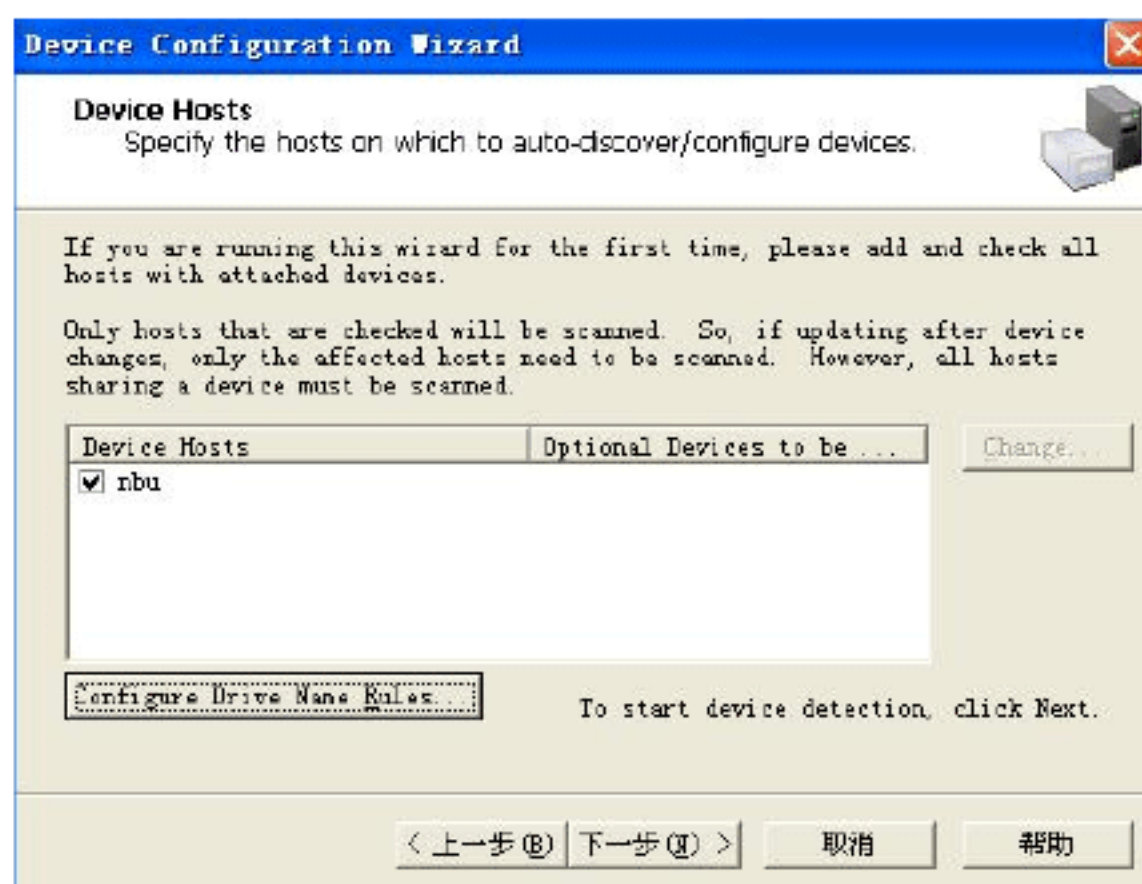 Device Configuration Wizard
Device Hosts
Specify the hosts on which to auto-discover/configure devices.
If you are running this wizard for the first time, please add and check all
hosts with attached devices.
Only hosts that are checked will be scanned. So, if updating after device
changes, only the affected hosts need to be scanned. However, all hosts
sharing a device must be scanned.
Device Hosts Optional Devices to be ... Change...
nbu
Configure Drive Name Rules... To start device detection, click Next.
< 上一步(B) 下一步(N) > 取消 帮助